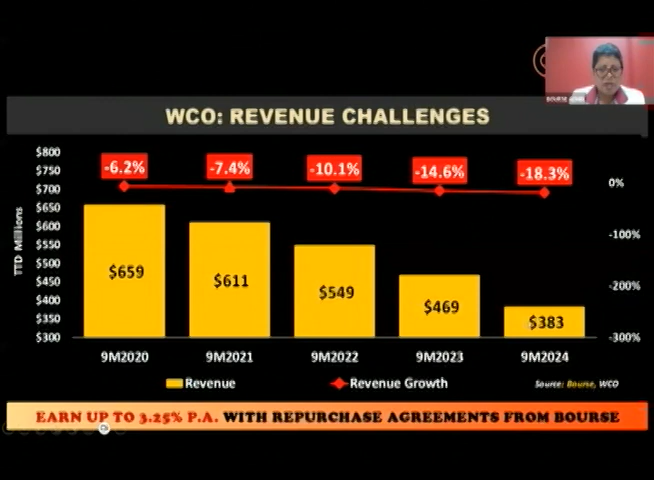 WCO: REVENUE CHALLENGES
$800
$750
$700
$650
$600
$550
$500
$450
$400
$350
$300
TTD Millions
-6.2% -7.4% -10.1% -14.6% -18.3%
$659 $611 $549 $469 $383
0%
-100%
-200%
-300%
9M2020 9M2021 9M2022 9M2023 9M2024
Revenue Revenue Growth
Source: Bourse, WCO
EARN UP TO 3.25% P.A. WITH REPURCHASE AGREEMENTS FROM BOURSE